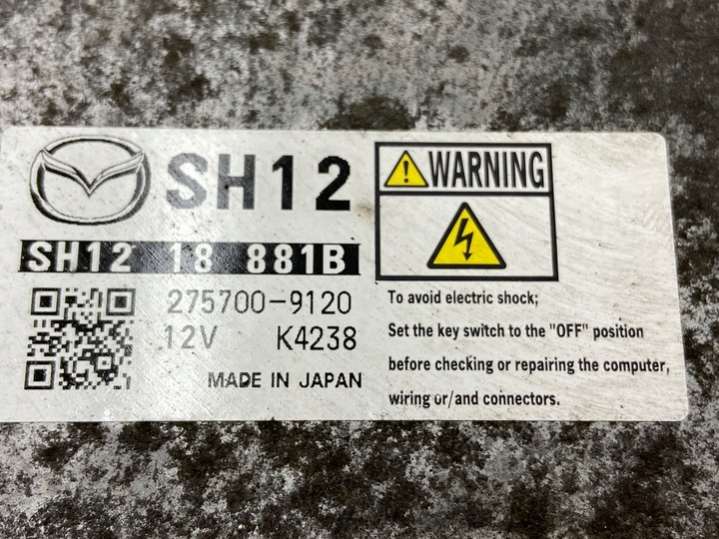 SH12
SH12 18 881B
275700-9120
12V K4238
MADE IN JAPAN
WARNING
To avoid electric shock;
Set the key switch to the "OFF" position
before checking or repairing the computer,
wiring or/and connectors.